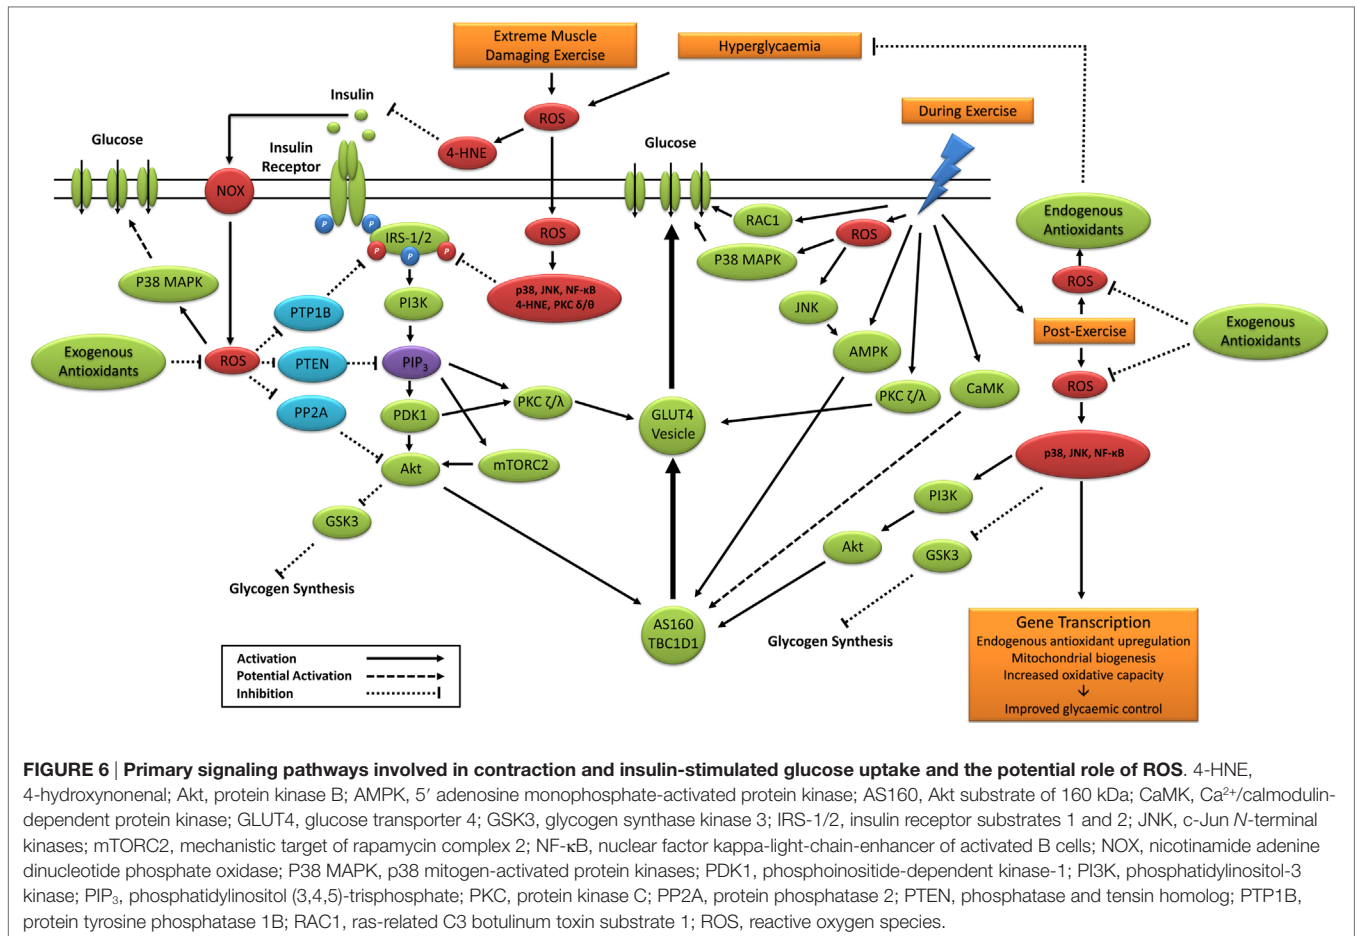 Extreme Muscle
Damaging Exercise
Hyperglycaemia
Insulin
ROS
During Exercise
Glucose
Insulin
Receptor
4-HNE
Glucose
NOX
RAC1
Endogenous
Antioxidants
P
P
IRS-1/2
P
P
P
ROS
ROS
P38 MAPK
P38 MAPK
ROS
p38, JNK, NF-κB
4-HNE, PKC δ/θ
PI3K
JNK
PTP1B
Post-Exercise
Exogenous
Antioxidants
Exogenous
Antioxidants
ROS
PTEN
PIP3
AMPK
ROS
CaMK
PKC ζ/λ
PKC ζ/λ
PP2A
PDK1
GLUT4
Vesicle
Akt
mTORC2
p38, JNK, NF-κB
PI3K
GSK3
Akt
GSK3
Glycogen Synthesis
AS160
TBC1D1
Glycogen Synthesis
Gene Transcription
Endogenous antioxidant upregulation
Mitochondrial biogenesis
Increased oxidative capacity
↓
Improved glycaemic control
Activation
Potential Activation
Inhibition
FIGURE 6 | Primary signaling pathways involved in contraction and insulin-stimulated glucose uptake and the potential role of ROS. 4-HNE,
4-hydroxynonenal; Akt, protein kinase B; AMPK, 5′ adenosine monophosphate-activated protein kinase; AS160, Akt substrate of 160 kDa; CaMK, Ca2+/calmodulin-
dependent protein kinase; GLUT4, glucose transporter 4; GSK3, glycogen synthase kinase 3; IRS-1/2, insulin receptor substrates 1 and 2; JNK, c-Jun N-terminal
kinases; mTORC2, mechanistic target of rapamycin complex 2; NF-κB, nuclear factor kappa-light-chain-enhancer of activated B cells; NOX, nicotinamide adenine
dinucleotide phosphate oxidase; P38 MAPK, p38 mitogen-activated protein kinases; PDK1, phosphoinositide-dependent kinase-1; PI3K, phosphatidylinositol-3
kinase; PIP3, phosphatidylinositol (3,4,5)-trisphosphate; PKC, protein kinase C; PP2A, protein phosphatase 2; PTEN, phosphatase and tensin homolog; PTP1B,
protein tyrosine phosphatase 1B; RAC1, ras-related C3 botulinum toxin substrate 1; ROS, reactive oxygen species.